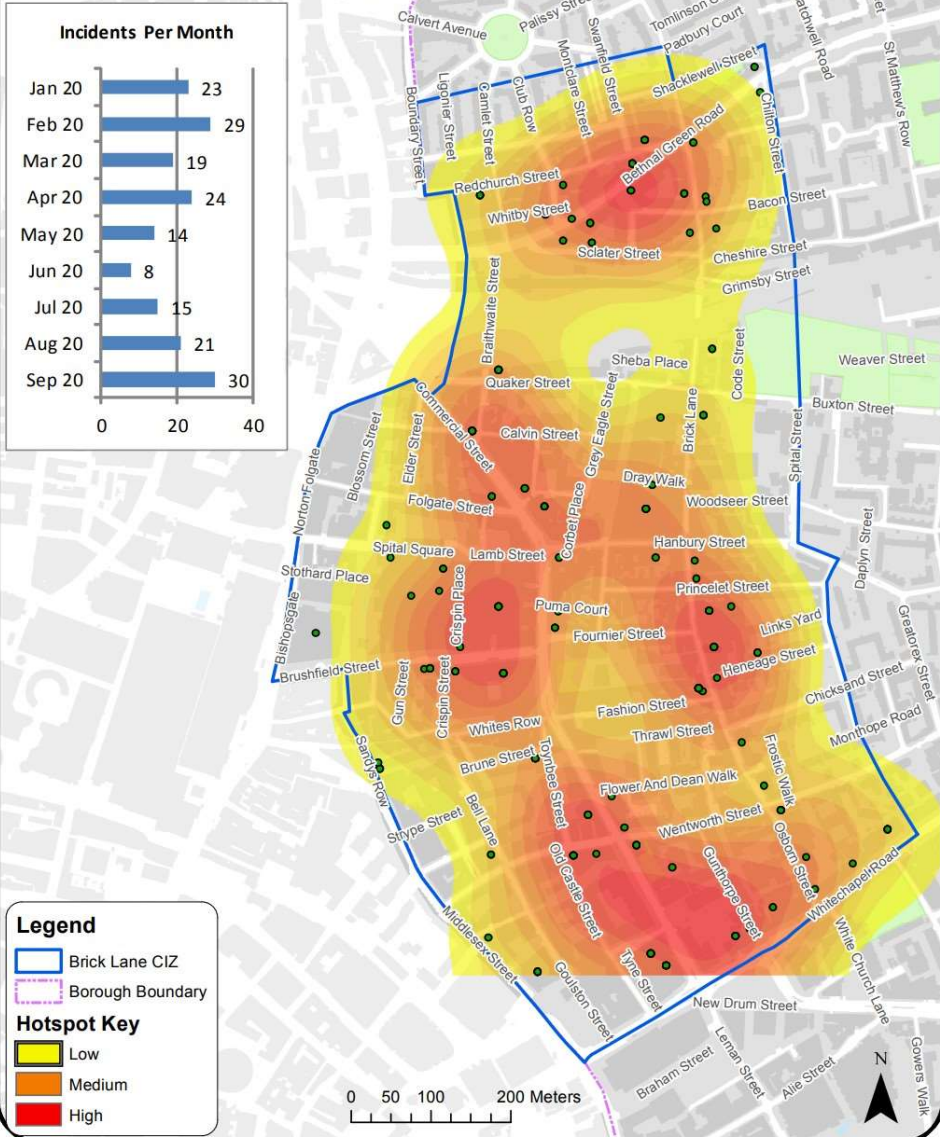 Incidents Per Month
Jan 20 23
Feb 20 29
Mar 20 19
Apr 20 24
May 20 14
Jun 20 8
Jul 20 15
Aug 20 21
Sep 20 30
0 20 40
Calvert Avenue
Palissy
Tomlinson
Padbury Court
Swanfield Street
Montclare Street
Club Row
Camlet Street
Ligonier Street
Boundary Street
Shacklewell Street
Chilton Street
St Matthew's Row
Bethnal Green Road
Redchurch Street
Whitby Street
Bacon Street
Sclater Street
Cheshire Street
Grimsby Street
Braithwaite Street
Sheba Place
Code Street
Weaver Street
Quaker Street
Grey Eagle Street
Brick Lane
Buxton Street
Commercial Street
Calvin Street
Spital Street
Elder Street
Blossom Street
Norton Folgate
Folgate Street
Corbet Place
Dray Walk
Woodseer Street
Daplyn Street
Spital Square
Lamb Street
Hanbury Street
Stothard Place
Princelet Street
Crispin Place
Puma Court
Fournier Street
Links Yard
Greatorex Street
Bishopsgate
Brushfield Street
Heneage Street
Gun Street
Crispin Street
Chicksand Street
Fashion Street
Monthope Road
Whites Row
Thrawl Street
Brune Street
Toynbee Street
Frostic Walk
Sandys Row
Flower And Dean Walk
Bell Lane
Strype Street
Wentworth Street
Osborn Street
Old Castle Street
Gunthorpe Street
Whitechapel Road
Middlesex Street
Goulston Street
Tyne Street
White Church Lane
New Drum Street
Leman Street
Braham Street
Alie Street
Gowers Walk
Legend
Brick Lane CIZ
Borough Boundary
Hotspot Key
Low
Medium
High
0 50 100 200 Meters
N